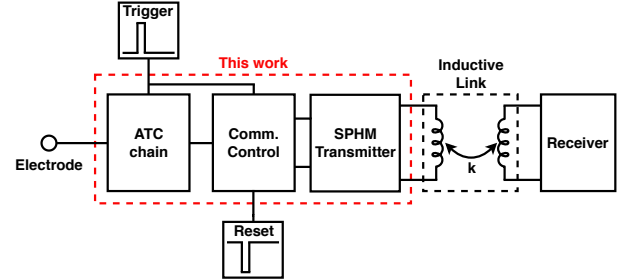 Trigger
This work
Inductive
Link
ATC
chain
Comm.
Control
SPHM
Transmitter
Receiver
Electrode
k
Reset